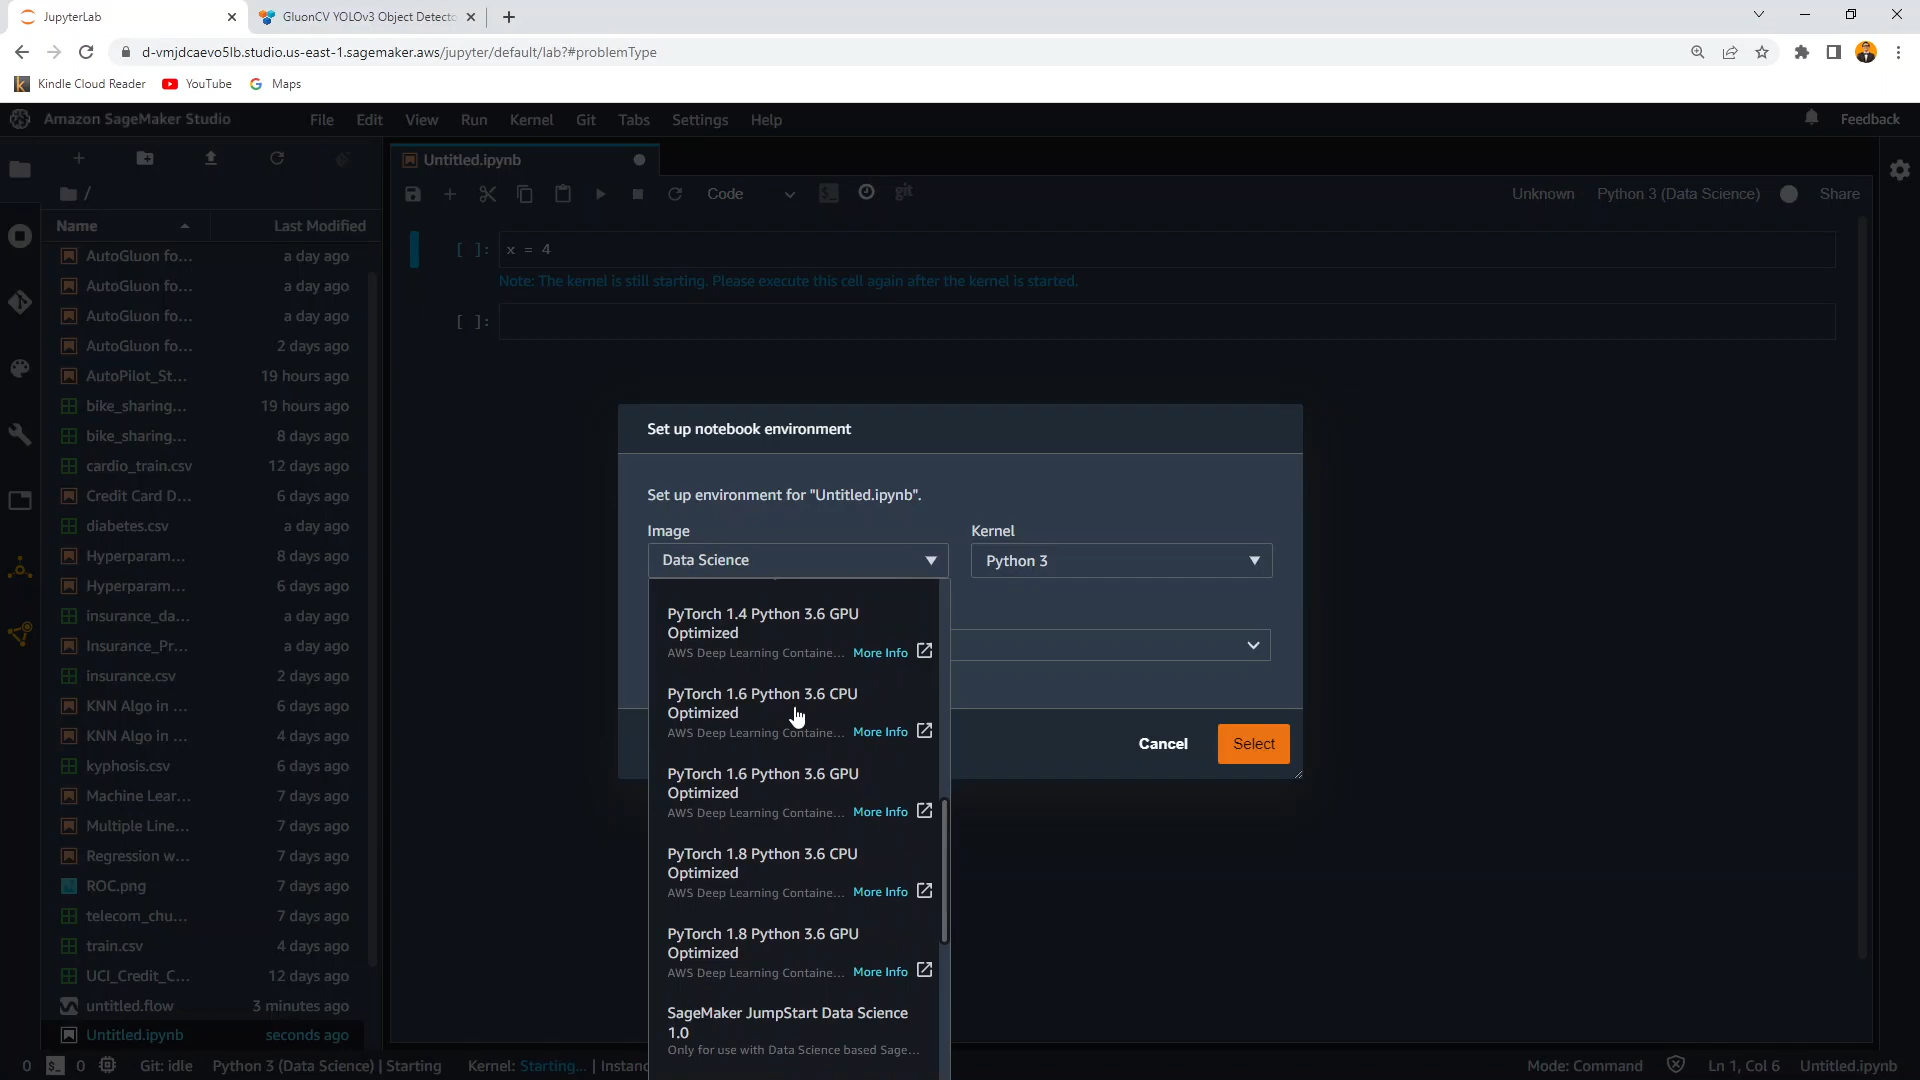 JupyterLab
GluonCV YOLOv3 Object Detecto
d-vmjdcaevo5lb.studio.us-east-1.sagemaker.aws/jupyter/default/lab?#problemType
Kindle Cloud Reader
YouTube
Maps
Amazon SageMaker Studio
File Edit View Run Kernel Git Tabs Settings Help
Feedback
Untitled.ipynb
/
Code
git
Unknown
Python 3 (Data Science)
Share
Name
Last Modified
AutoGluon fo... a day ago
AutoGluon fo... a day ago
AutoGluon fo... a day ago
AutoGluon fo... 2 days ago
AutoPilot_St... 19 hours ago
bike_sharing... 19 hours ago
bike_sharing... 8 days ago
cardio_train.csv 12 days ago
Credit Card D... 6 days ago
diabetes.csv a day ago
Hyperparam... 8 days ago
Hyperparam... 6 days ago
insurance_da... a day ago
Insurance_Pr... a day ago
insurance.csv 2 days ago
KNN Algo in ... 6 days ago
KNN Algo in ... 4 days ago
kyphosis.csv 6 days ago
Machine Lear... 7 days ago
Multiple Line... 7 days ago
Regression w... 7 days ago
ROC.png 7 days ago
telecom_chu... 7 days ago
train.csv 4 days ago
UCI_Credit_C... 12 days ago
untitled.flow 3 minutes ago
Untitled.ipynb seconds ago
[ ]: x = 4
Note: The kernel is still starting. Please execute this cell again after the kernel is started.
[ ]:
Set up notebook environment
Set up environment for "Untitled.ipynb".
Image
Kernel
Data Science
Python 3
PyTorch 1.4 Python 3.6 GPU
Optimized
AWS Deep Learning Containe... More Info
PyTorch 1.6 Python 3.6 CPU
Optimized
AWS Deep Learning Containe... More Info
PyTorch 1.6 Python 3.6 GPU
Optimized
AWS Deep Learning Containe... More Info
PyTorch 1.8 Python 3.6 CPU
Optimized
AWS Deep Learning Containe... More Info
PyTorch 1.8 Python 3.6 GPU
Optimized
AWS Deep Learning Containe... More Info
SageMaker JumpStart Data Science
1.0
Only for use with Data Science based Sage...
Cancel
Select
0 0 Git: idle Python 3 (Data Science) | Starting Kernel: Starting... | Instanc
Mode: Command Ln 1, Col 6 Untitled.ipynb